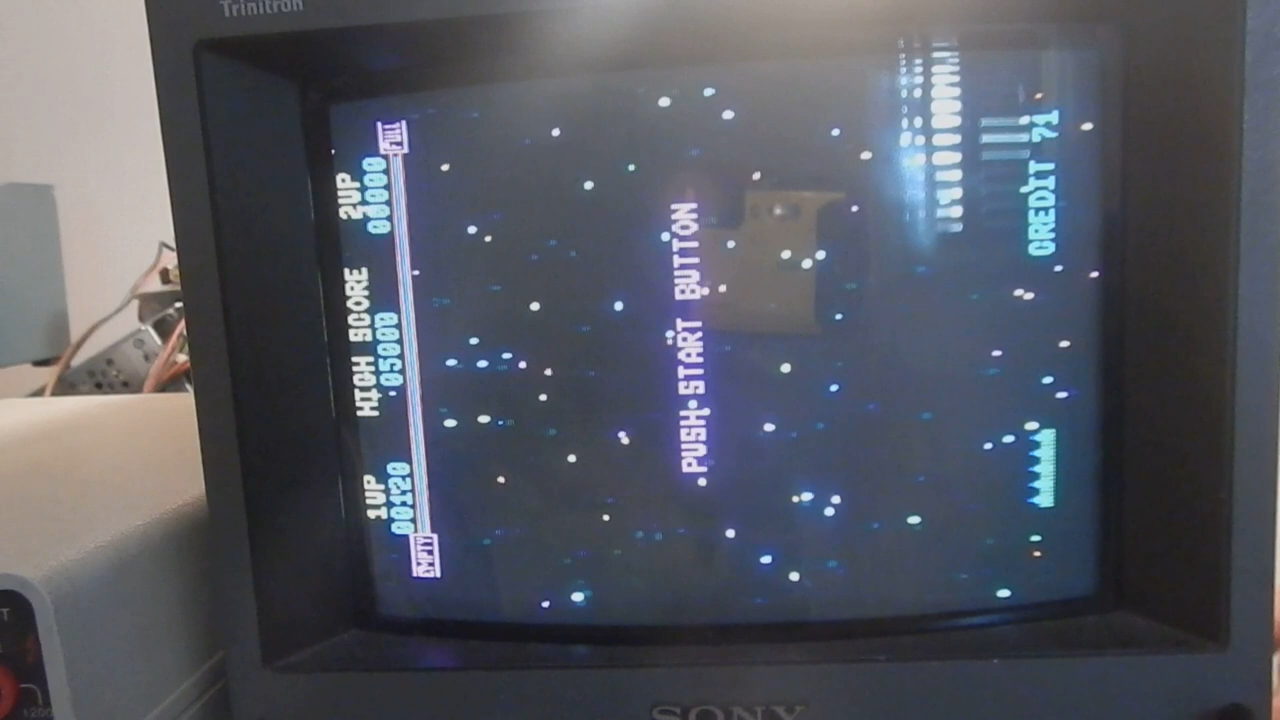 Trinitron
1UP HIGH SCORE 2UP
00120 05000 00000
EMPTY FULL
PUSH START BUTTON
CREDIT 71
SONY